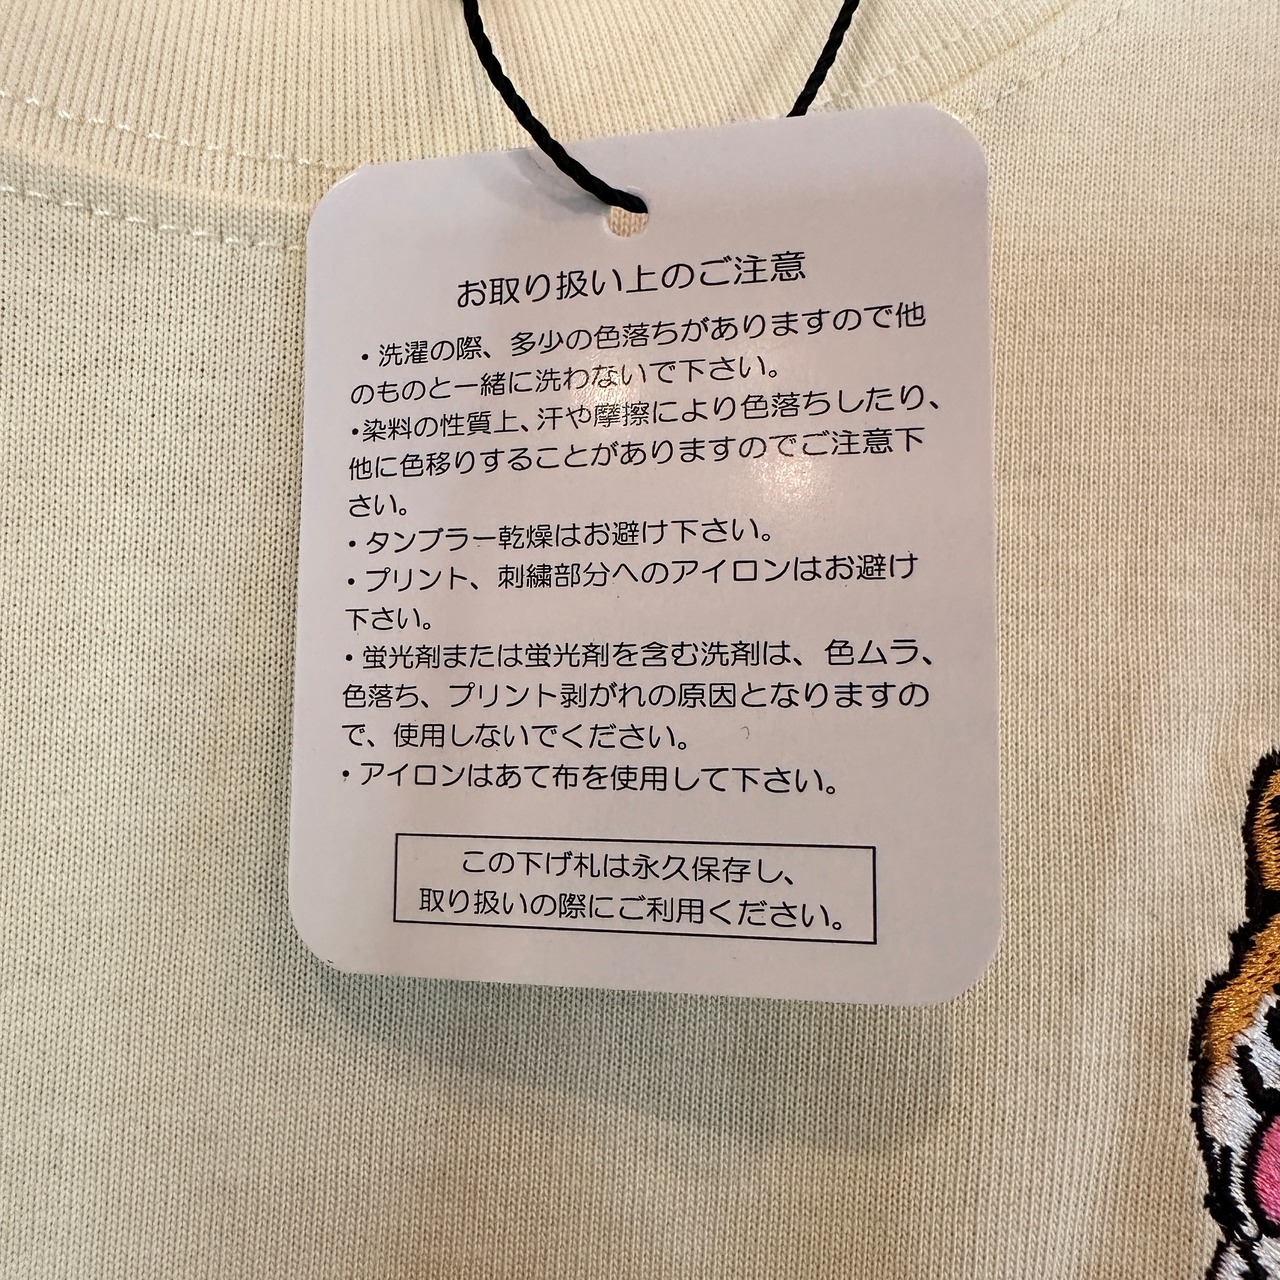 お取り扱い上のご注意
・洗濯の際、多少の色落ちがありますので他
のものと一緒に洗わないで下さい。
・染料の性質上、汗や摩擦により色落ちしたり、
他に色移りすることがありますのでご注意下
さい。
・タンブラー乾燥はお避け下さい。
・プリント、刺繍部分へのアイロンはお避け
下さい。
・蛍光剤または蛍光剤を含む洗剤は、色ムラ、
色落ち、プリント剥がれの原因となりますの
で、使用しないでください。
・アイロンはあて布を使用して下さい。
この下げ札は永久保存し、
取り扱いの際にご利用ください。